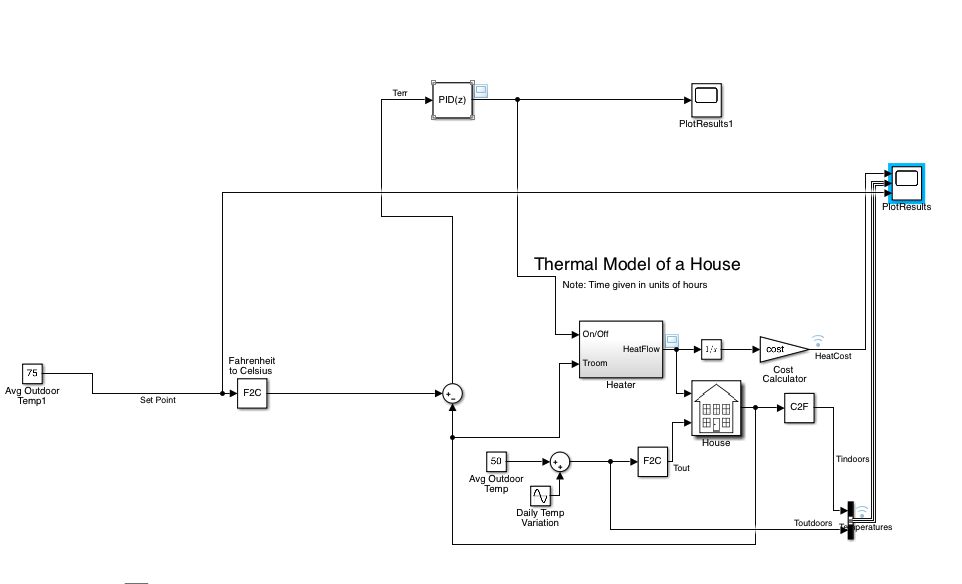 Terr
PID(z)
PlotResults1
PlotResults
Thermal Model of a House
Note: Time given in units of hours
On/Off
HeatFlow
Troom
Heater
1/s
cost
HeatCost
Cost
Calculator
75
Avg Outdoor
Temp1
Set Point
Fahrenheit
to Celsius
F2C
+
−
House
C2F
50
Avg Outdoor
Temp
+
+
F2C
Tout
Daily Temp
Variation
Tindoors
Toutdoors
Temperatures